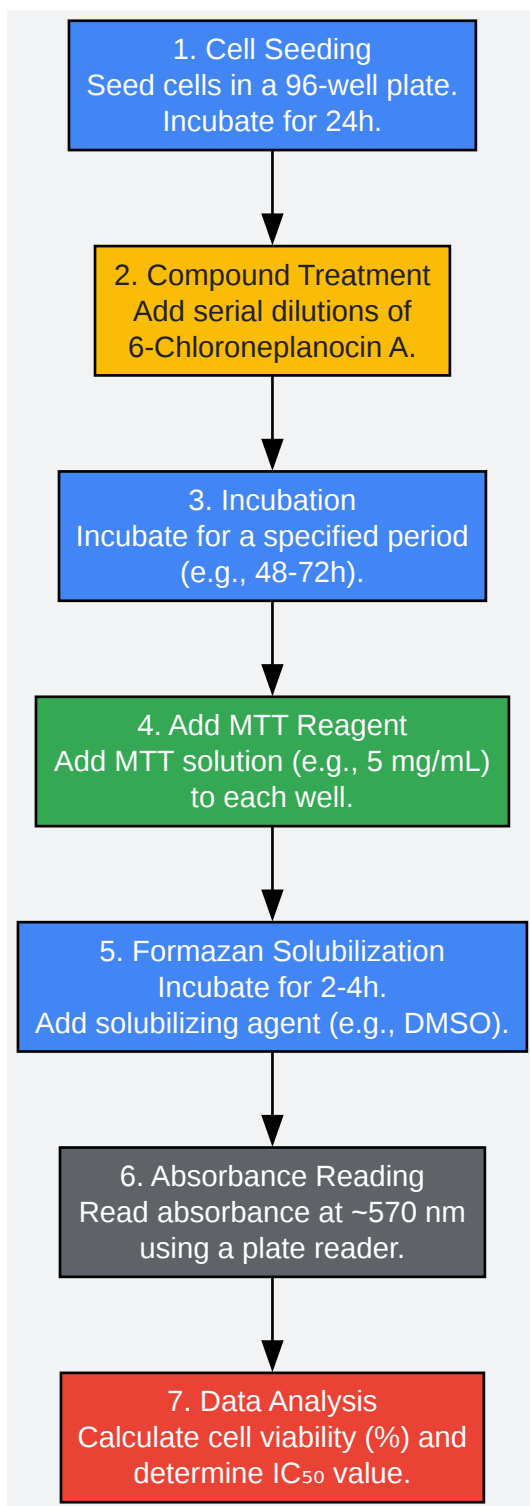 1. Cell Seeding
Seed cells in a 96-well plate.
Incubate for 24h.
2. Compound Treatment
Add serial dilutions of
6-Chloroneplanocin A.
3. Incubation
Incubate for a specified period
(e.g., 48-72h).
4. Add MTT Reagent
Add MTT solution (e.g., 5 mg/mL)
to each well.
5. Formazan Solubilization
Incubate for 2-4h.
Add solubilizing agent (e.g., DMSO).
6. Absorbance Reading
Read absorbance at ~570 nm
using a plate reader.
7. Data Analysis
Calculate cell viability (%) and
determine IC₅₀ value.